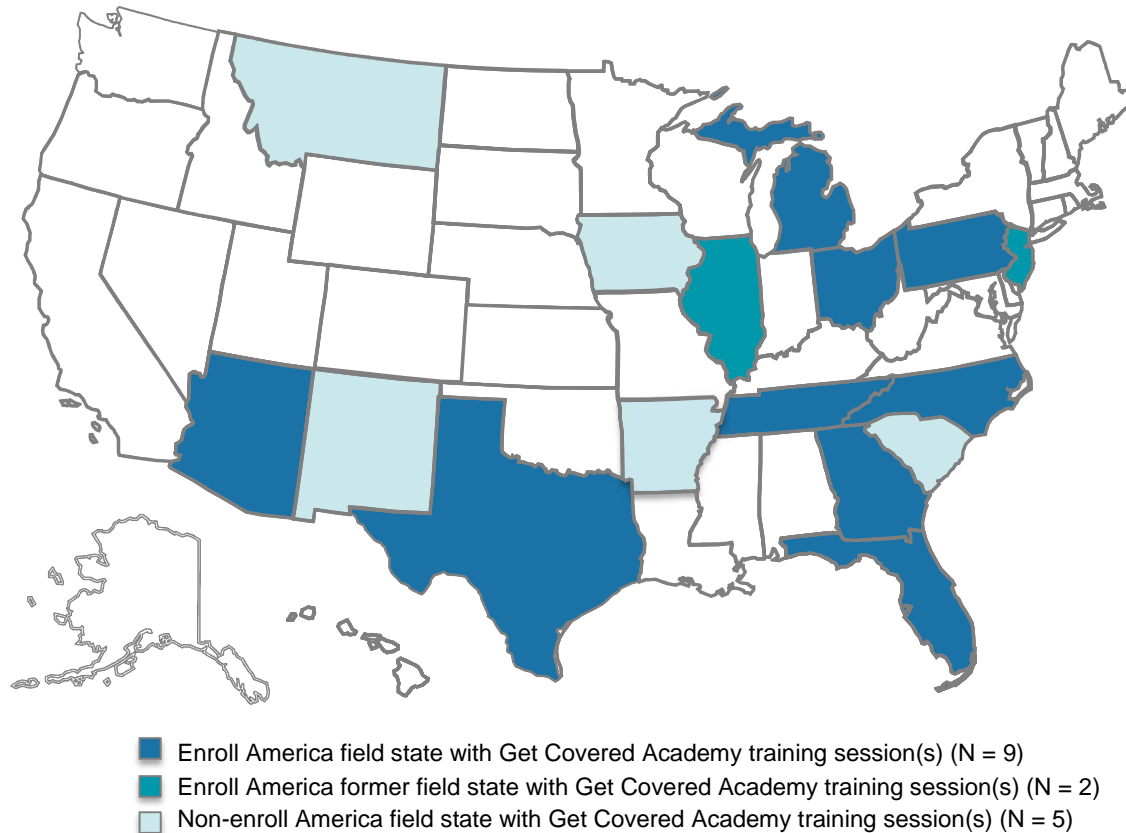 Enroll America field state with Get Covered Academy training session(s) (N = 9)
Enroll America former field state with Get Covered Academy training session(s) (N = 2)
Non-enroll America field state with Get Covered Academy training session(s) (N = 5)